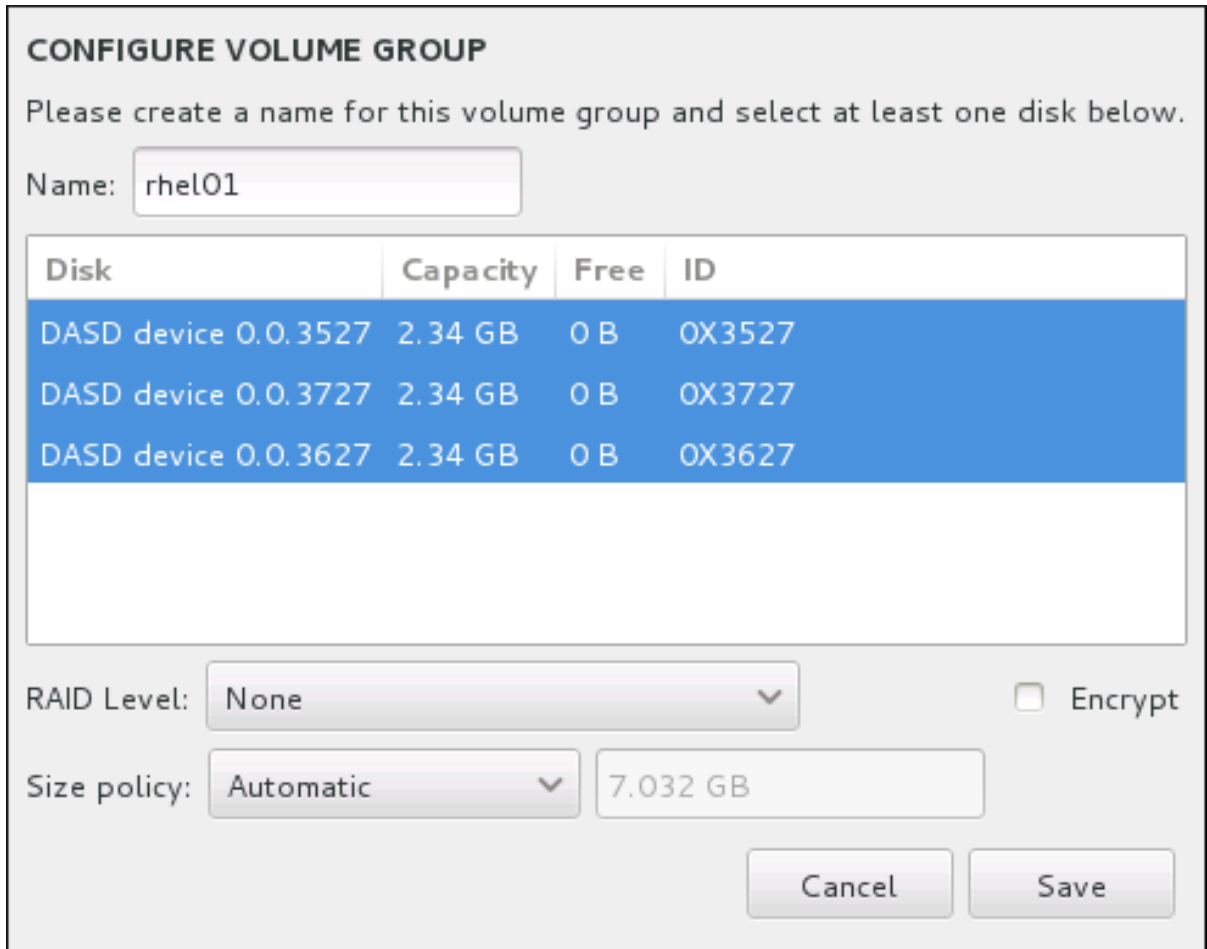 CONFIGURE VOLUME GROUP
Please create a name for this volume group and select at least one disk below.
Name: rhel01
Disk Capacity Free ID
DASD device 0.0.3527 2.34 GB 0 B 0X3527
DASD device 0.0.3727 2.34 GB 0 B 0X3727
DASD device 0.0.3627 2.34 GB 0 B 0X3627
RAID Level: None Encrypt
Size policy: Automatic 7.032 GB
Cancel Save